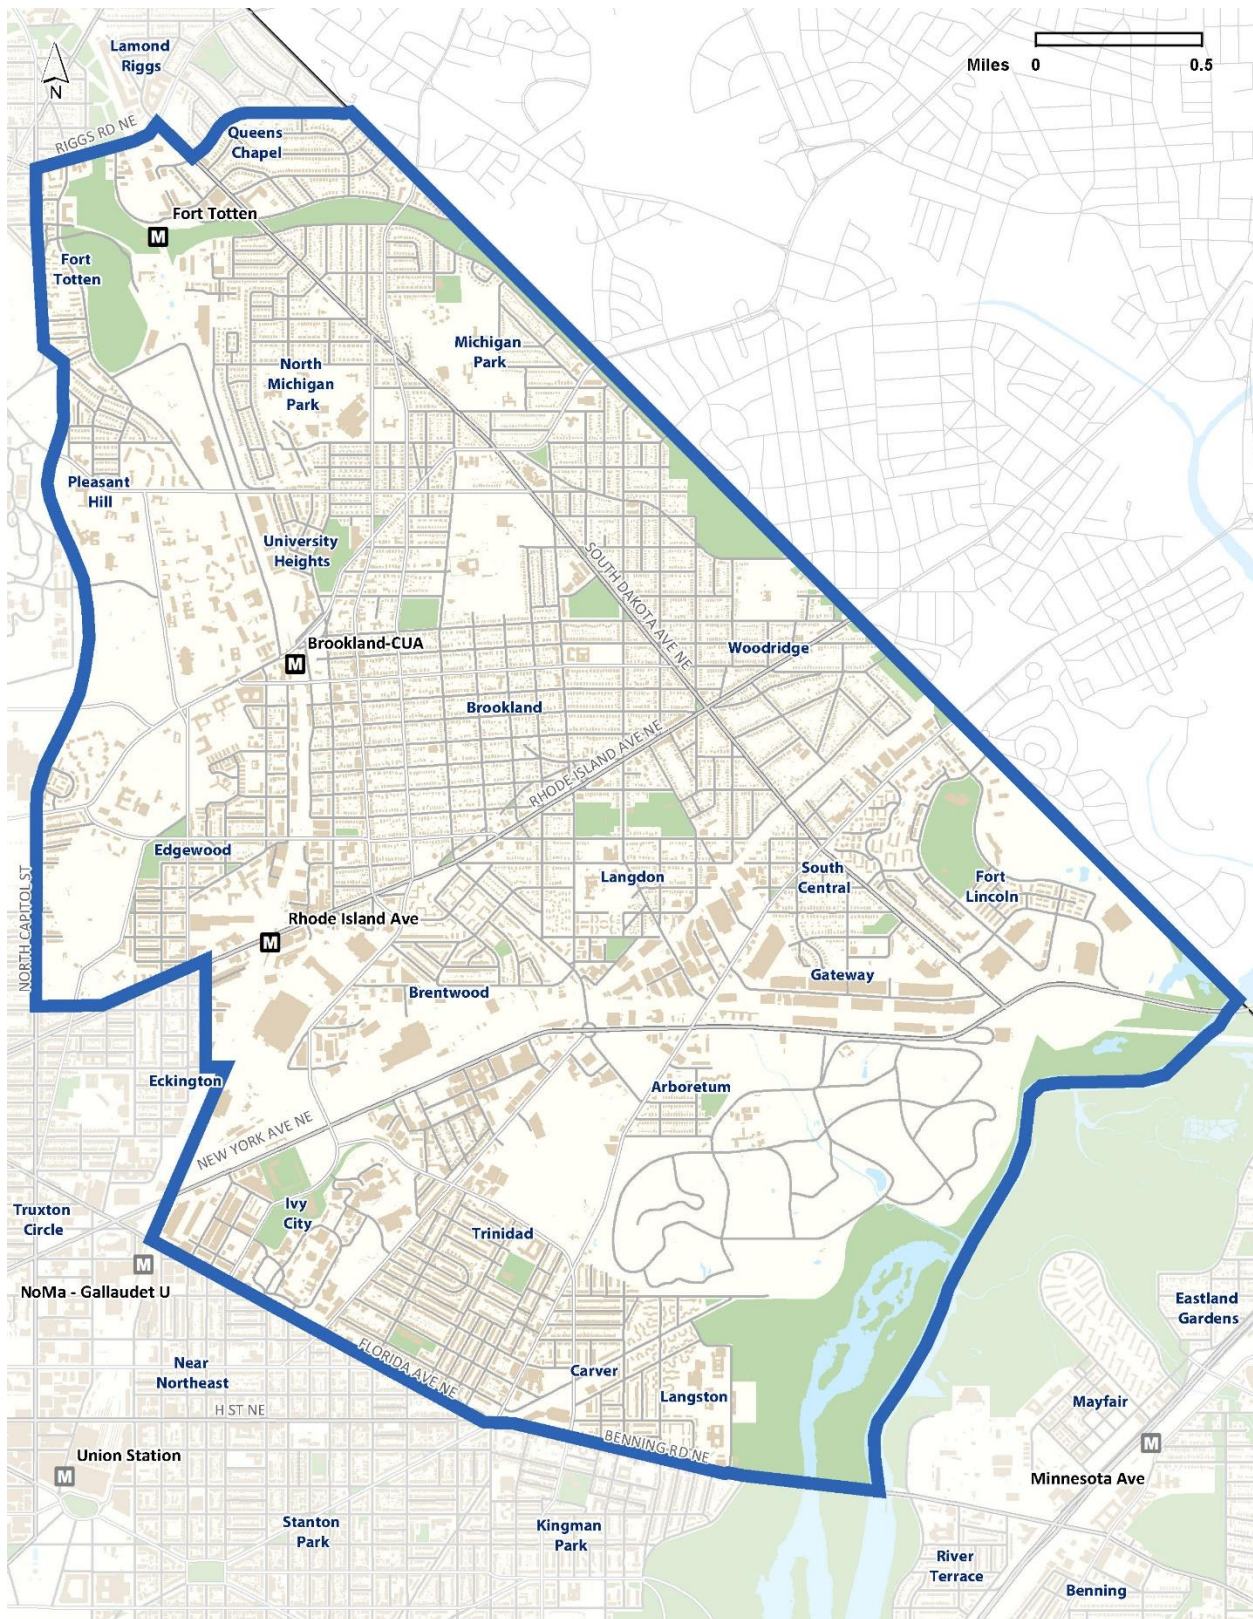 Lamond
Riggs
Miles 0 0.5
N
RIGGS RD NE
Queens
Chapel
Fort Totten
M
Fort
Totten
Michigan
Park
North
Michigan
Park
Pleasant
Hill
University
Heights
SOUTH DAKOTA AVE NE
Brookland-CUA
M
Woodridge
Brookland
RHODE ISLAND AVE NE
Edgewood
NORTH CAPITOL ST
Langdon
South
Central
Fort
Lincoln
Rhode Island Ave
M
Gateway
Brentwood
Eckington
Arboretum
NEW YORK AVE NE
Truxton
Circle
Ivy
City
Trinidad
M
NoMa - Gallaudet U
Eastland
Gardens
Near
Northeast
FLORIDA AVE NE
Carver
Langston
Mayfair
H ST NE
BENNING RD NE
Union Station
M
M
Minnesota Ave
Stanton
Park
Kingman
Park
River
Terrace
Benning